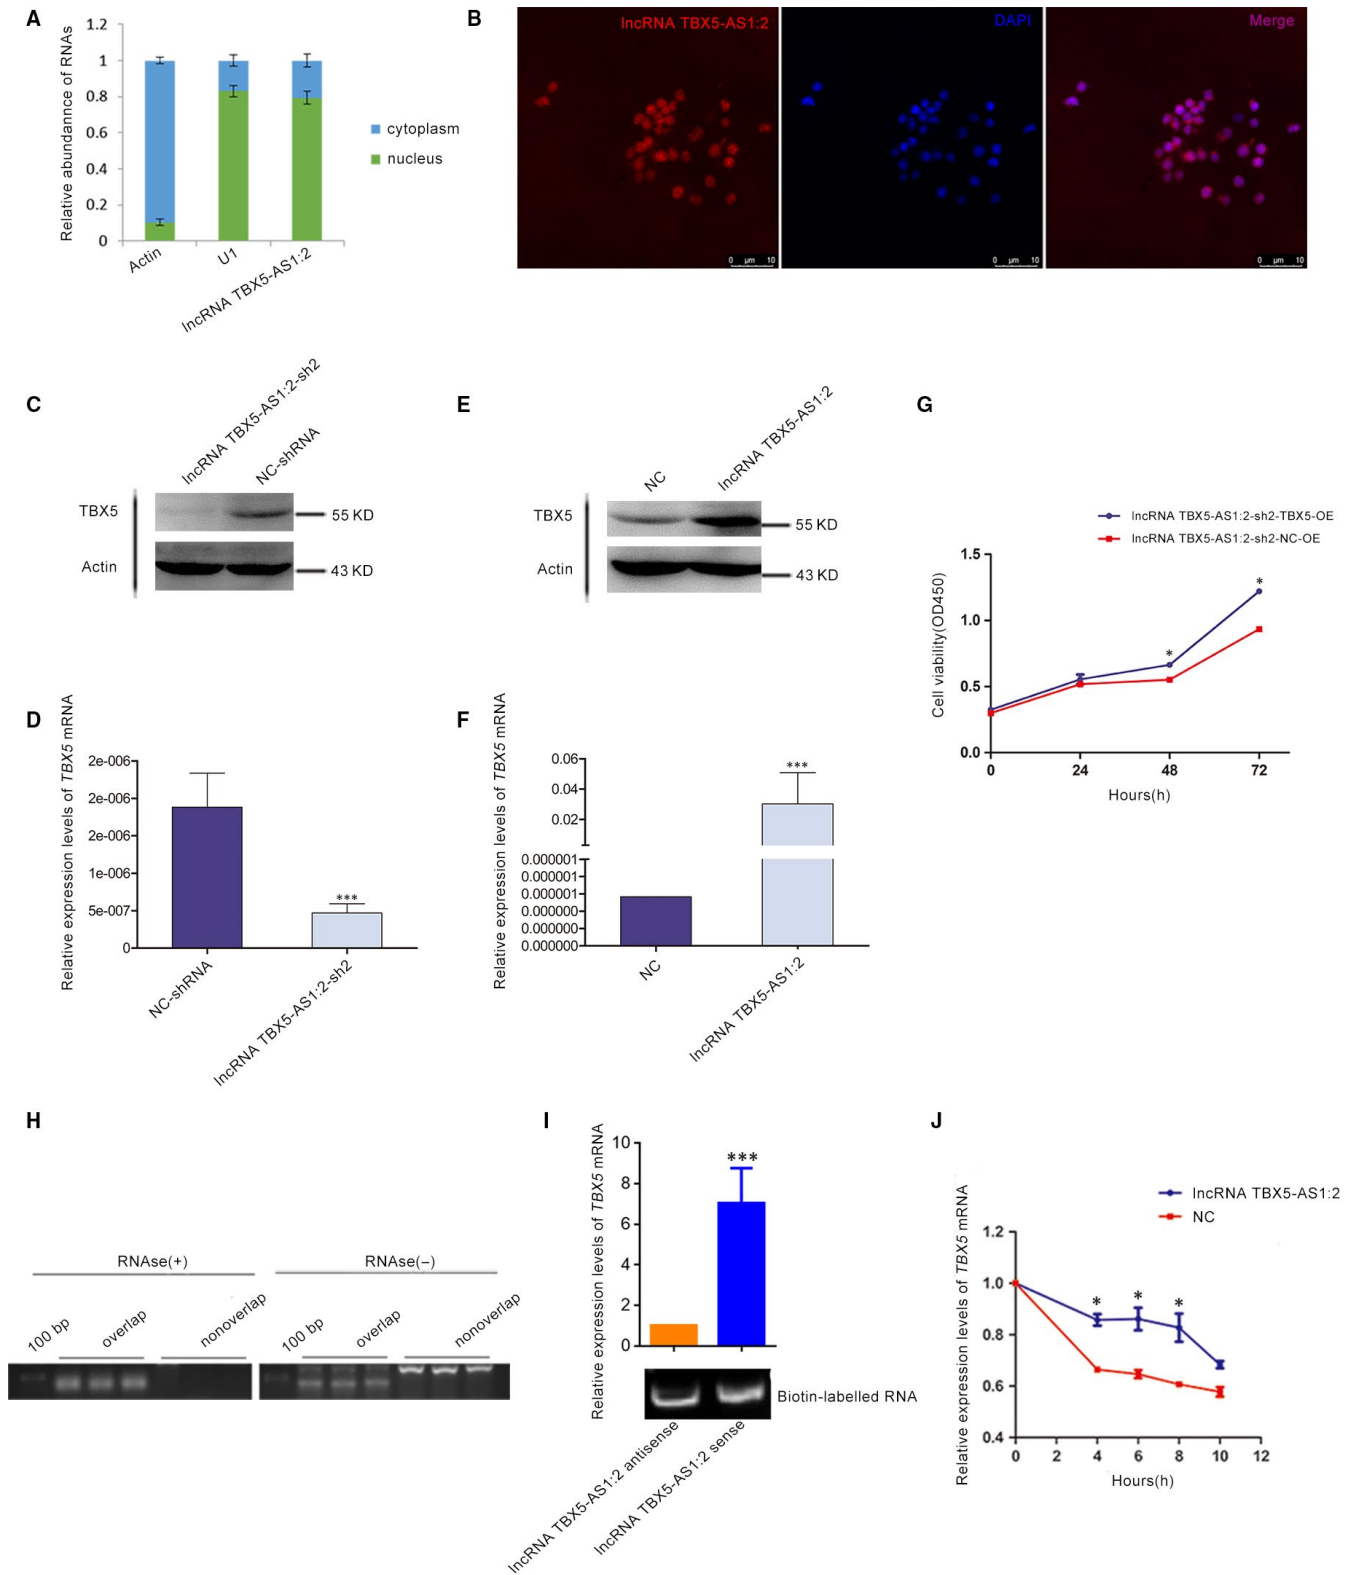 A
1.2
1
0.8
0.6
0.4
0.2
0
Relative abundannce of RNAs
Actin
U1
lncRNA TBX5-AS1:2
cytoplasm
nucleus
B
lncRNA TBX5-AS1:2
DAPI
Merge
0 µm 10
0 µm 10
0 µm 10
C
lncRNA TBX5-AS1:2-sh2
NC-shRNA
TBX5
55 KD
Actin
43 KD
E
NC
lncRNA TBX5-AS1:2
TBX5
55 KD
Actin
43 KD
G
lncRNA TBX5-AS1:2-sh2-TBX5-OE
lncRNA TBX5-AS1:2-sh2-NC-OE
Cell viability(OD450)
1.5
1.0
0.5
0.0
*
*
0 24 48 72
Hours(h)
D
Relative expression levels of TBX5 mRNA
2e-006
2e-006
2e-006
1e-006
5e-007
0
***
NC-shRNA
lncRNA TBX5-AS1:2-sh2
F
Relative expression levels of TBX5 mRNA
0.06
0.04
0.02
0.000001
0.000001
0.000001
0.000000
0.000000
0.000000
***
NC
lncRNA TBX5-AS1:2
H
RNAse(+)
RNAse(−)
100 bp
overlap
nonoverlap
100 bp
overlap
nonoverlap
I
Relative expression levels of TBX5 mRNA
10
8
6
4
2
0
***
Biotin-labelled RNA
lncRNA TBX5-AS1:2 antisense
lncRNA TBX5-AS1:2 sense
J
lncRNA TBX5-AS1:2
NC
Relative expression levels of TBX5 mRNA
1.2
1.0
0.8
0.6
0.4
* * *
0 2 4 6 8 10 12
Hours(h)